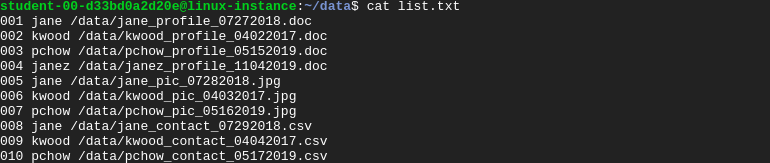 student-00-d33bd0a2d20e@linux-instance:~/data$ cat list.txt
001 jane /data/jane_profile_07272018.doc
002 kwood /data/kwood_profile_04022017.doc
003 pchow /data/pchow_profile_05152019.doc
004 janez /data/janez_profile_11042019.doc
005 jane /data/jane_pic_07282018.jpg
006 kwood /data/kwood_pic_04032017.jpg
007 pchow /data/pchow_pic_05162019.jpg
008 jane /data/jane_contact_07292018.csv
009 kwood /data/kwood_contact_04042017.csv
010 pchow /data/pchow_contact_05172019.csv